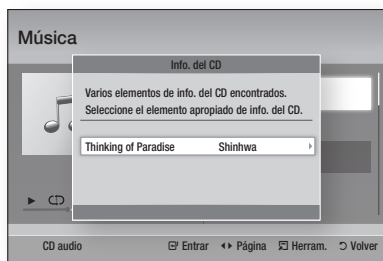 Música
Info. del CD
Varios elementos de info. del CD encontrados.
Seleccione el elemento apropiado de info. del CD.
Thinking of Paradise Shinhwa
CD audio Entrar Página Herram. Volver